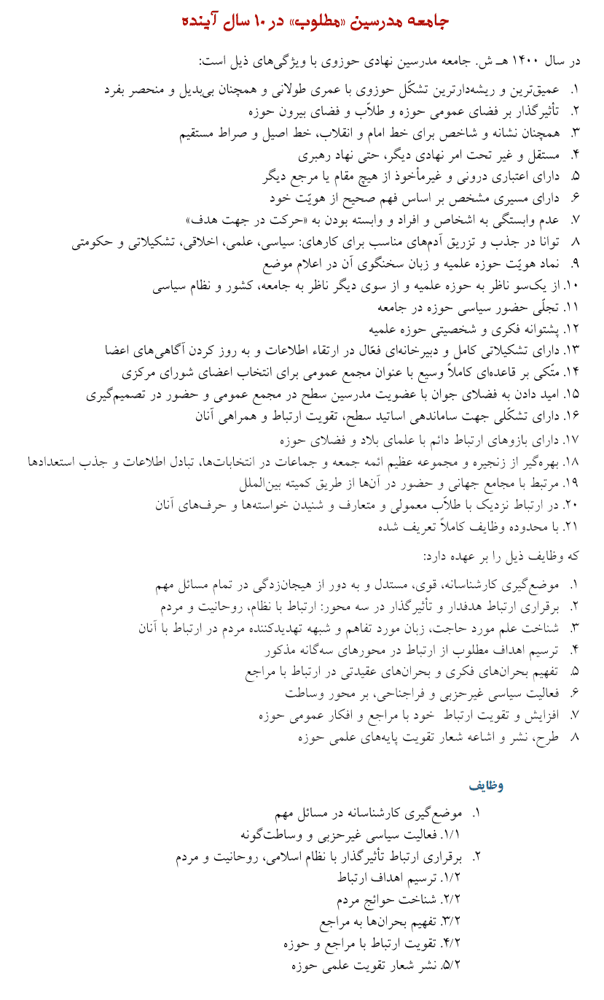 جامعه مدرسین «مطلوب» در ۱۰ سال آینده
در سال ۱۴۰۰ هـ ش. جامعه مدرسین نهادی حوزوی با ویژگی‌های ذیل است:
۱. عمیق‌ترین و ریشه‌دارترین تشکّل حوزوی با عمری طولانی و همچنان بی‌بدیل و منحصر بفرد
۲. تأثیرگذار بر فضای عمومی حوزه و طلاّب و فضای بیرون حوزه
۳. همچنان نشانه و شاخص برای خط امام و انقلاب، خط اصیل و صراط مستقیم
۴. مستقل و غیر تحت امر نهادی دیگر، حتی نهاد رهبری
۵. دارای اعتباری درونی و غیرمأخوذ از هیچ مقام یا مرجع دیگر
۶. دارای مسیری مشخص بر اساس فهم صحیح از هویّت خود
۷. عدم وابستگی به اشخاص و افراد و وابسته بودن به «حرکت در جهت هدف»
۸. توانا در جذب و تزریق آدم‌های مناسب برای کارهای: سیاسی، علمی، اخلاقی، تشکیلاتی و حکومتی
۹. نماد هویّت حوزه علمیه و زبان سخنگوی آن در اعلام موضع
۱۰. از یک‌سو ناظر به حوزه علمیه و از سوی دیگر ناظر به جامعه، کشور و نظام سیاسی
۱۱. تجلّی حضور سیاسی حوزه در جامعه
۱۲. پشتوانه فکری و شخصیتی حوزه علمیه
۱۳. دارای تشکیلاتی کامل و دبیرخانه‌ای فعّال در ارتقاء اطلاعات و به روز کردن آگاهی‌های اعضا
۱۴. متّکی بر قاعده‌ای کاملاً وسیع با عنوان مجمع عمومی برای انتخاب اعضای شورای مرکزی
۱۵. امید دادن به فضلای جوان با عضویت مدرسین سطح در مجمع عمومی و حضور در تصمیم‌گیری
۱۶. دارای تشکّلی جهت ساماندهی اساتید سطح، تقویت ارتباط و همراهی آنان
۱۷. دارای بازوهای ارتباط دائم با علمای بلاد و فضلای حوزه
۱۸. بهره‌گیر از زنجیره و مجموعه عظیم ائمه جمعه و جماعات در انتخابات‌ها، تبادل اطلاعات و جذب استعدادها
۱۹. مرتبط با مجامع جهانی و حضور در آن‌ها از طریق کمیته بین‌الملل
۲۰. در ارتباط نزدیک با طلاّب معمولی و متعارف و شنیدن خواسته‌ها و حرف‌های آنان
۲۱. با محدوده وظایف کاملاً تعریف شده
که وظایف ذیل را بر عهده دارد:
۱. موضع‌گیری کارشناسانه، قوی، مستدل و به دور از هیجان‌زدگی در تمام مسائل مهم
۲. برقراری ارتباط هدفدار و تأثیرگذار در سه محور: ارتباط با نظام، روحانیت و مردم
۳. شناخت علم مورد حاجت، زبان مورد تفاهم و شبهه تهدیدکننده مردم در ارتباط با آنان
۴. ترسیم اهداف مطلوب از ارتباط در محورهای سه‌گانه مذکور
۵. تفهیم بحران‌های فکری و بحران‌های عقیدتی در ارتباط با مراجع
۶. فعالیت سیاسی غیرحزبی و فراجناحی، بر محور وساطت
۷. افزایش و تقویت ارتباط خود با مراجع و افکار عمومی حوزه
۸. طرح، نشر و اشاعه شعار تقویت پایه‌های علمی حوزه
وظایف
۱. موضع‌گیری کارشناسانه در مسائل مهم
۱/۱. فعالیت سیاسی غیرحزبی و وساطت‌گونه
۲. برقراری ارتباط تأثیرگذار با نظام اسلامی، روحانیت و مردم
۱/۲. ترسیم اهداف ارتباط
۲/۲. شناخت حوائج مردم
۳/۲. تفهیم بحران‌ها به مراجع
۴/۲. تقویت ارتباط با مراجع و حوزه
۵/۲. نشر شعار تقویت علمی حوزه